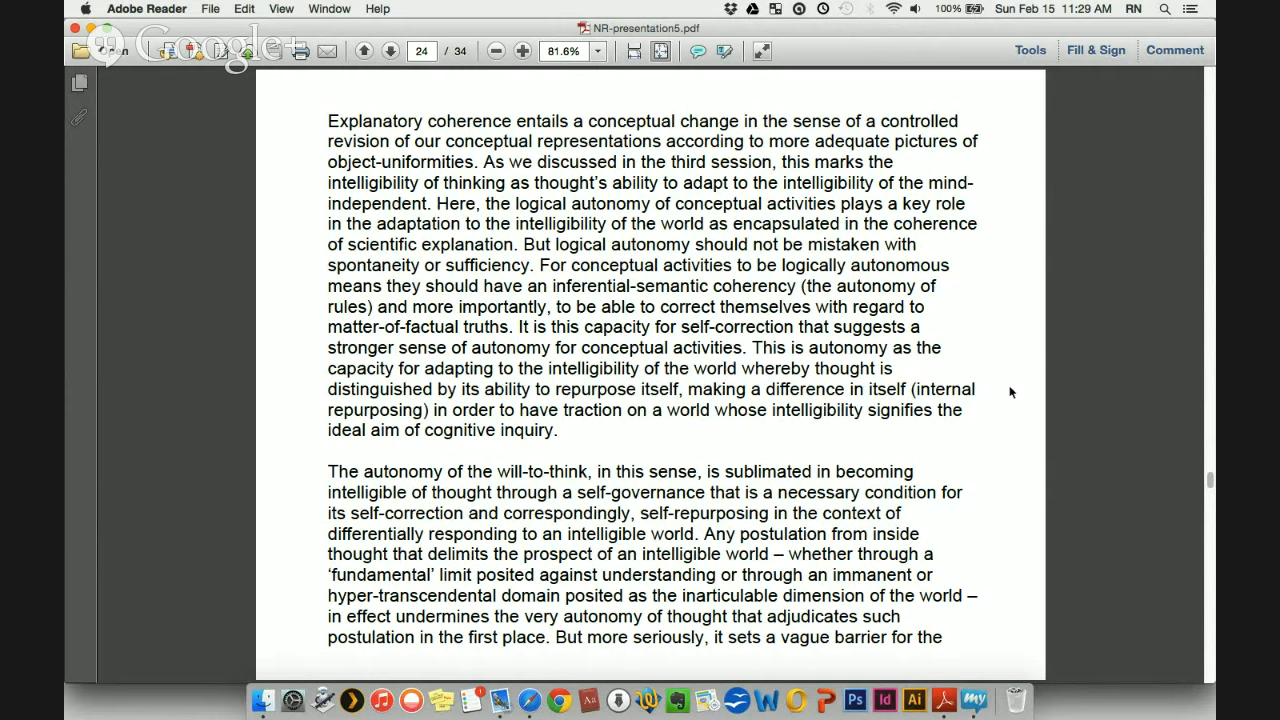 Adobe Reader File Edit View Window Help 100% Sun Feb 15 11:29 AM RN
NR-presentation5.pdf
Google+
Open 24 / 34 81.6% Tools Fill & Sign Comment
Explanatory coherence entails a conceptual change in the sense of a controlled
revision of our conceptual representations according to more adequate pictures of
object-uniformities. As we discussed in the third session, this marks the
intelligibility of thinking as thought's ability to adapt to the intelligibility of the mind-
independent. Here, the logical autonomy of conceptual activities plays a key role
in the adaptation to the intelligibility of the world as encapsulated in the coherence
of scientific explanation. But logical autonomy should not be mistaken with
spontaneity or sufficiency. For conceptual activities to be logically autonomous
means they should have an inferential-semantic coherency (the autonomy of
rules) and more importantly, to be able to correct themselves with regard to
matter-of-factual truths. It is this capacity for self-correction that suggests a
stronger sense of autonomy for conceptual activities. This is autonomy as the
capacity for adapting to the intelligibility of the world whereby thought is
distinguished by its ability to repurpose itself, making a difference in itself (internal
repurposing) in order to have traction on a world whose intelligibility signifies the
ideal aim of cognitive inquiry.
The autonomy of the will-to-think, in this sense, is sublimated in becoming
intelligible of thought through a self-governance that is a necessary condition for
its self-correction and correspondingly, self-repurposing in the context of
differentially responding to an intelligible world. Any postulation from inside
thought that delimits the prospect of an intelligible world – whether through a
‘fundamental’ limit posited against understanding or through an immanent or
hyper-transcendental domain posited as the inarticulable dimension of the world –
in effect undermines the very autonomy of thought that adjudicates such
postulation in the first place. But more seriously, it sets a vague barrier for the
1 Aa W O P Ps Id Ai my